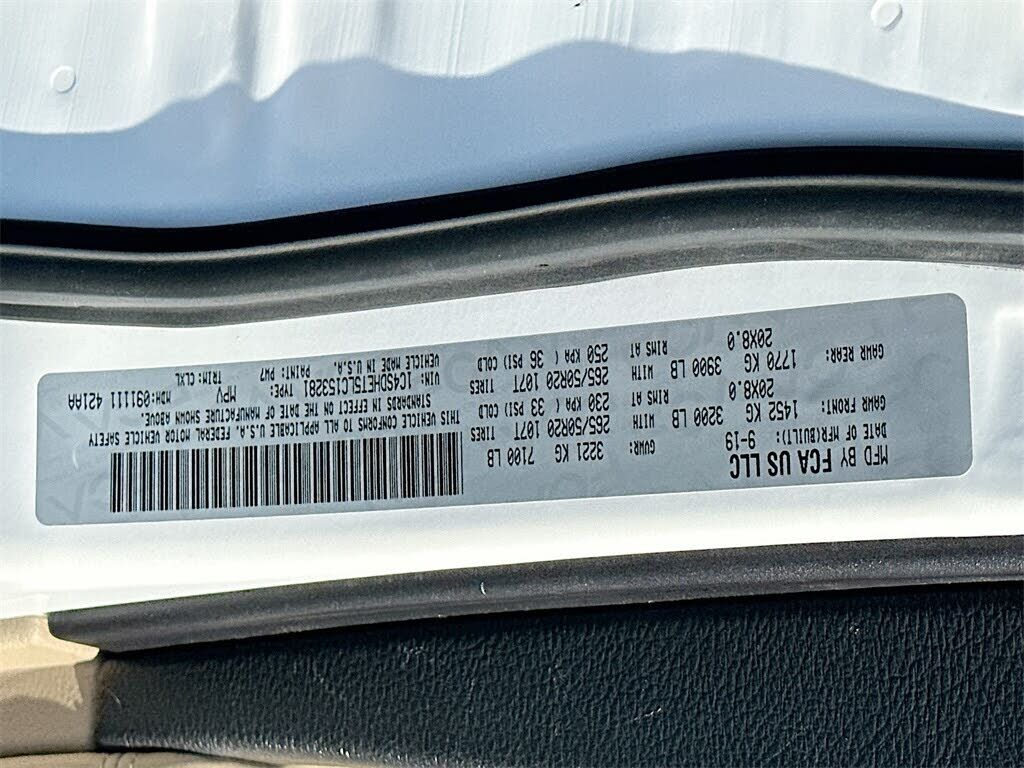 MFD BY FCA US LLC
DATE OF MFR(BUILT): 9-19
GVWR: 3221 KG 7100 LB
GAWR FRONT: 1452 KG 3200 LB WITH 265/50R20 107T TIRES
20X8.0 RIMS AT 230 KPA ( 33 PSI) COLD
GAWR REAR: 1770 KG 3900 LB WITH 265/50R20 107T TIRES
20X8.0 RIMS AT 250 KPA ( 36 PSI) COLD
THIS VEHICLE CONFORMS TO ALL APPLICABLE U.S.A. FEDERAL MOTOR VEHICLE SAFETY
STANDARDS IN EFFECT ON THE DATE OF MANUFACTURE SHOWN ABOVE.
VIN: 1C4SDHET5LC153281 TYPE: MPV MDH:091111 421AA
VEHICLE MADE IN U.S.A. PAINT: PW7 TRIM: CLXL